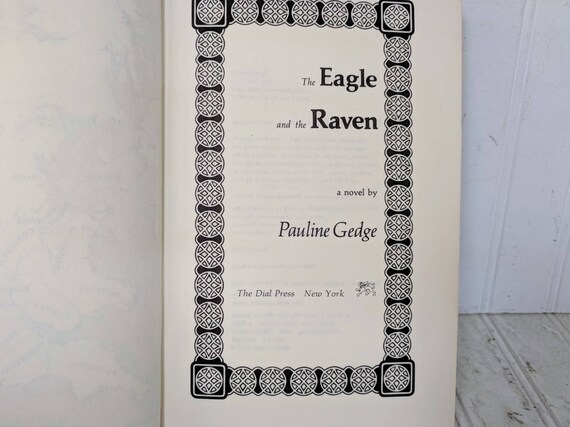 The Eagle
and the Raven
a novel by
Pauline Gedge
The Dial Press New York